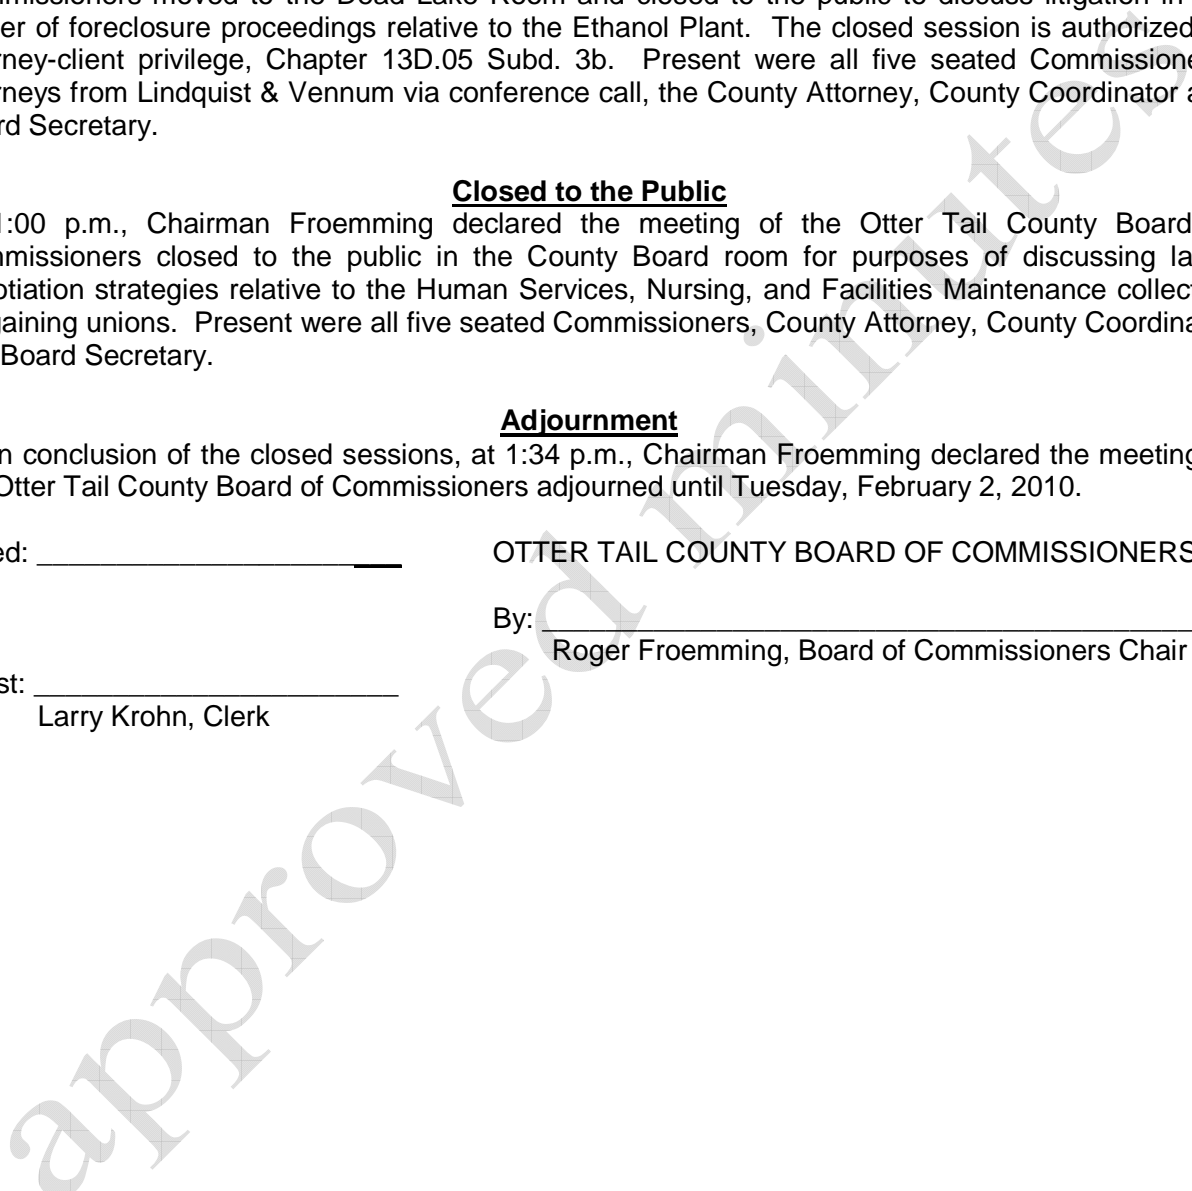 missioners moved to the Dead Lake Room and closed to the public to discuss litigation in
er of foreclosure proceedings relative to the Ethanol Plant. The closed session is authorized
rney-client privilege, Chapter 13D.05 Subd. 3b. Present were all five seated Commissione
rneys from Lindquist & Vennum via conference call, the County Attorney, County Coordinator a
rd Secretary.
Closed to the Public
1:00 p.m., Chairman Froemming declared the meeting of the Otter Tail County Board
missioners closed to the public in the County Board room for purposes of discussing la
otiation strategies relative to the Human Services, Nursing, and Facilities Maintenance collect
gaining unions. Present were all five seated Commissioners, County Attorney, County Coordina
Board Secretary.
Adjournment
n conclusion of the closed sessions, at 1:34 p.m., Chairman Froemming declared the meeting
Otter Tail County Board of Commissioners adjourned until Tuesday, February 2, 2010.
ed: _______________________ OTTER TAIL COUNTY BOARD OF COMMISSIONERS
By: __________________________________________
Roger Froemming, Board of Commissioners Chair
st: _______________________
Larry Krohn, Clerk
approved minutes